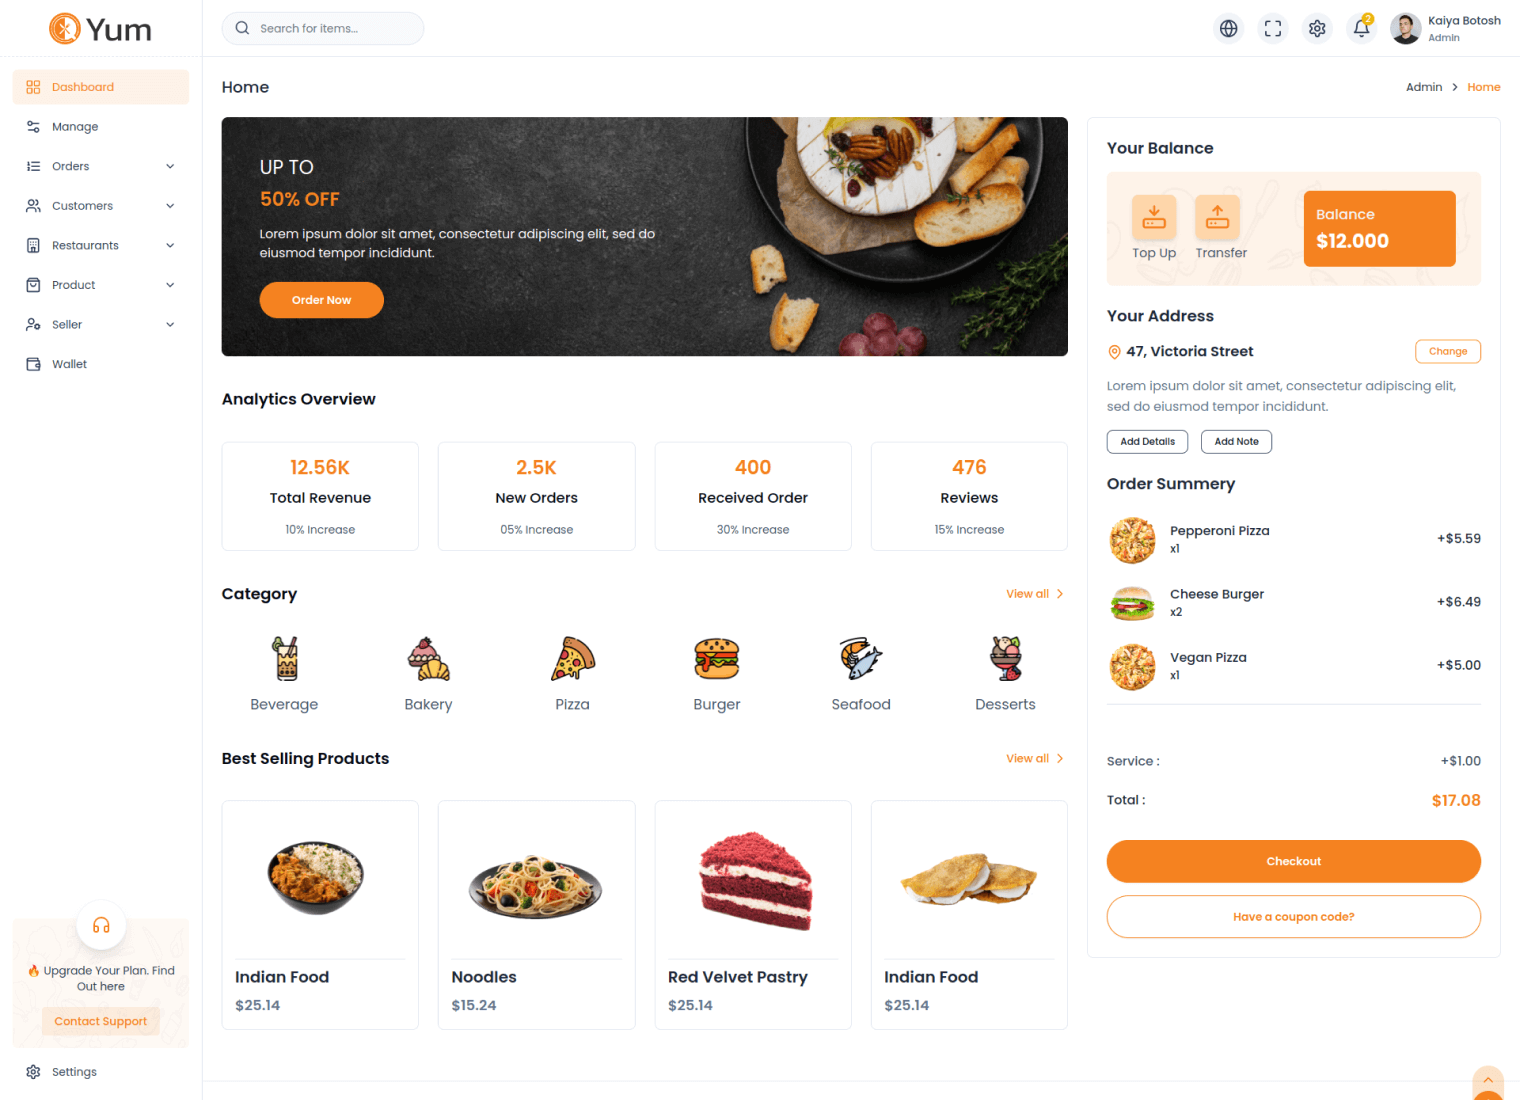 Yum
Search for items...
2
Kaiya Botosh
Admin
Dashboard
Manage
Orders
Customers
Restaurants
Product
Seller
Wallet
🔥 Upgrade Your Plan. Find
Out here
Contact Support
Settings
Home
Admin > Home
UP TO
50% OFF
Lorem ipsum dolor sit amet, consectetur adipiscing elit, sed do
eiusmod tempor incididunt.
Order Now
Analytics Overview
12.56K
Total Revenue
10% Increase
2.5K
New Orders
05% Increase
400
Received Order
30% Increase
476
Reviews
15% Increase
Category
View all
Beverage
Bakery
Pizza
Burger
Seafood
Desserts
Best Selling Products
View all
Indian Food
$25.14
Noodles
$15.24
Red Velvet Pastry
$25.14
Indian Food
$25.14
Your Balance
Top Up
Transfer
Balance
$12.000
Your Address
47, Victoria Street
Change
Lorem ipsum dolor sit amet, consectetur adipiscing elit,
sed do eiusmod tempor incididunt.
Add Details
Add Note
Order Summery
Pepperoni Pizza
x1
+$5.59
Cheese Burger
x2
+$6.49
Vegan Pizza
x1
+$5.00
Service :
+$1.00
Total :
$17.08
Checkout
Have a coupon code?